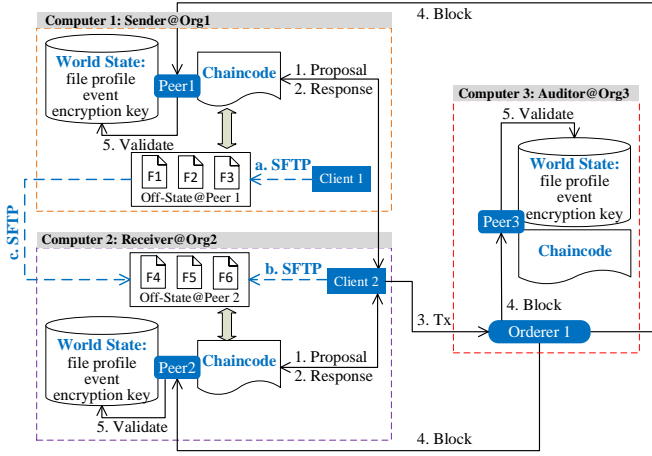 Computer 1: Sender@Org1
4. Block
World State:
file profile
event
encryption key
Peer1
Chaincode
1. Proposal
2. Response
5. Validate
F1
F2
F3
Off-State@Peer 1
a. SFTP
Client 1
c. SFTP
Computer 2: Receiver@Org2
F4
F5
F6
Off-State@Peer 2
b. SFTP
Client 2
World State:
file profile
event
encryption key
Peer2
Chaincode
1. Proposal
2. Response
5. Validate
3. Tx
4. Block
Computer 3: Auditor@Org3
5. Validate
World State:
file profile
event
encryption key
Peer3
Chaincode
4. Block
Orderer 1